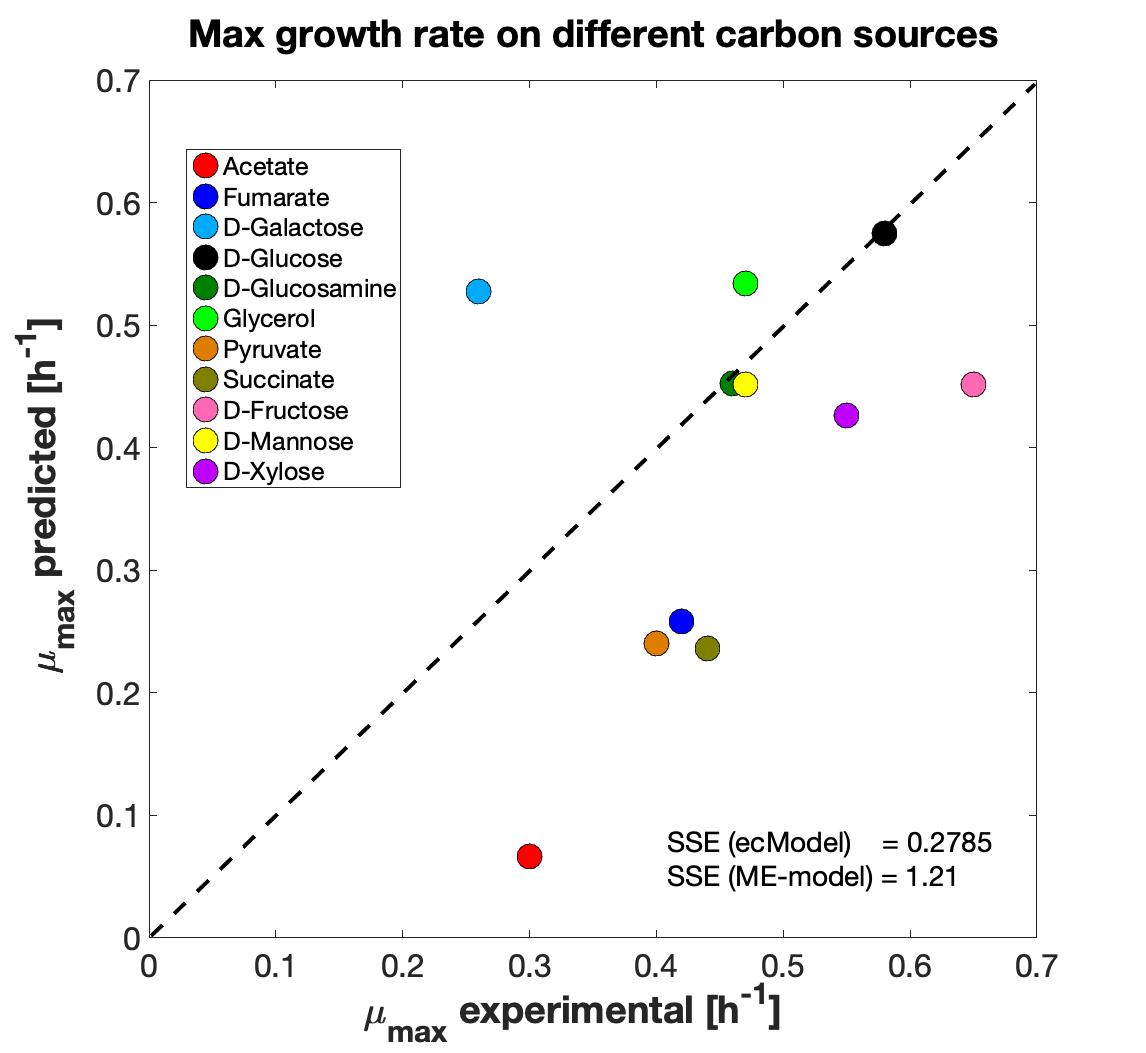 Max growth rate on different carbon sources
0.7
0.6
0.5
0.4
0.3
0.2
0.1
0
μmax predicted [h-1]
Acetate
Fumarate
D-Galactose
D-Glucose
D-Glucosamine
Glycerol
Pyruvate
Succinate
D-Fructose
D-Mannose
D-Xylose
SSE (ecModel) = 0.2785
SSE (ME-model) = 1.21
0 0.1 0.2 0.3 0.4 0.5 0.6 0.7
μmax experimental [h-1]